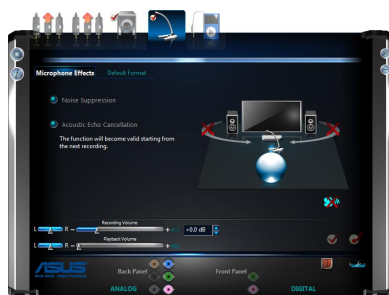 Microphone Effects Default Format
Noise Suppression
Acoustic Echo Cancellation
The function will become valid starting from
the next recording.
Recording Volume
L R - + +0.0 dB
Playback Volume
L R - +
ASUS
Back Panel Front Panel
ANALOG DIGITAL